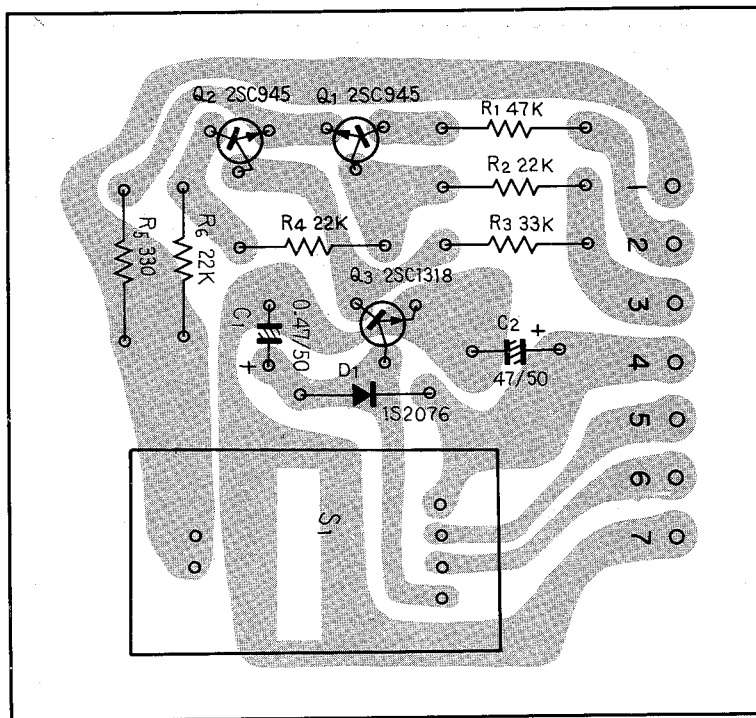 Q2 2SC945
Q1 2SC945
R1 47K
R2 22K
1
R5 330
R6 22K
R4 22K
R3 33K
2
Q3 2SC1318
3
C1 0.47/50
+
C2
+
47/50
4
D1
1S2076
5
S1
6
7